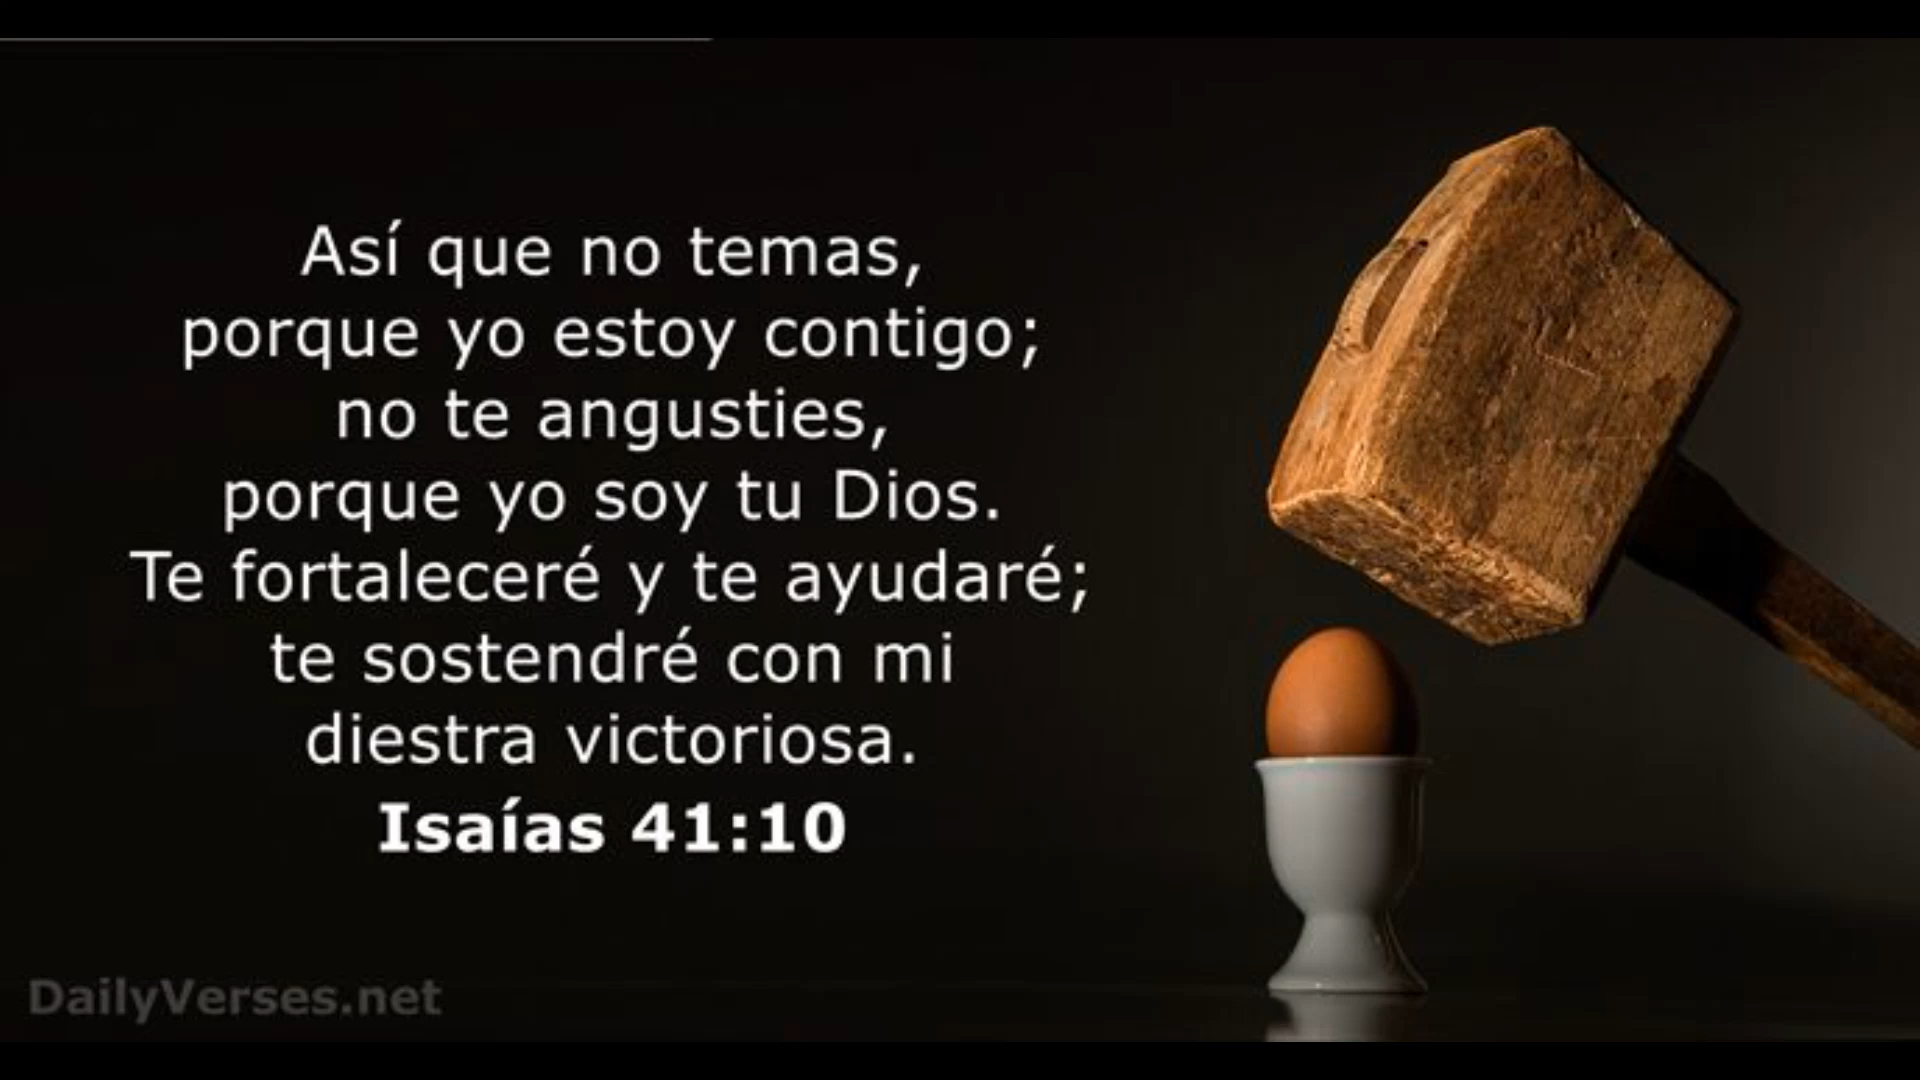 Así que no temas,
porque yo estoy contigo;
no te angusties,
porque yo soy tu Dios.
Te fortaleceré y te ayudaré;
te sostendré con mi
diestra victoriosa.
Isaías 41:10
DailyVerses.net